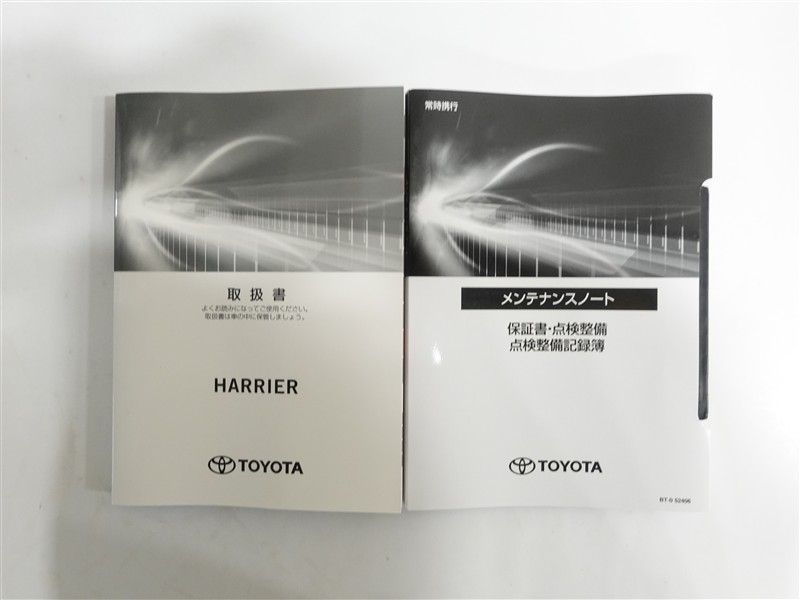 取扱書
よくお読みになってご使用ください。
取扱書は車の中に保管しましょう。
HARRIER
TOYOTA
常時携行
メンテナンスノート
保証書・点検整備
点検整備記録簿
TOYOTA